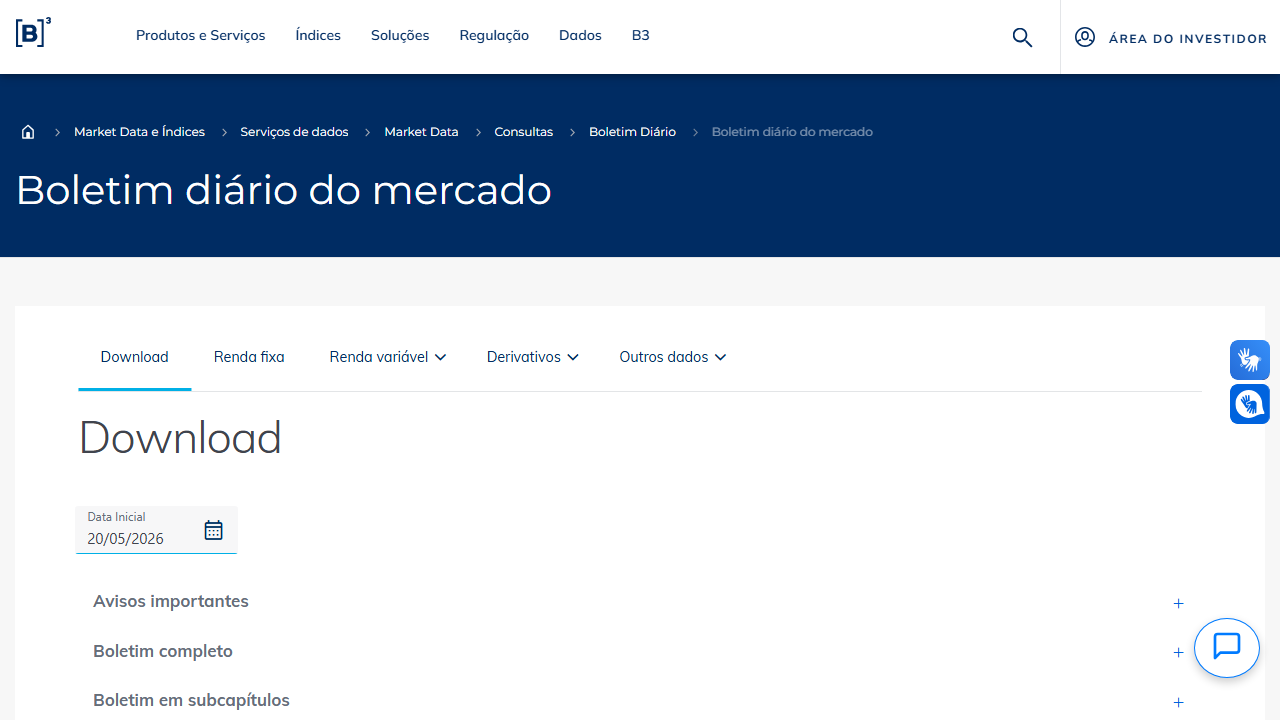 [B]³
Produtos e Serviços
Índices
Soluções
Regulação
Dados
B3
ÁREA DO INVESTIDOR
Market Data e Índices
Serviços de dados
Market Data
Consultas
Boletim Diário
Boletim diário do mercado
Boletim diário do mercado
Download
Renda fixa
Renda variável
Derivativos
Outros dados
Download
Data Inicial
20/05/2026
Avisos importantes
Boletim completo
Boletim em subcapítulos